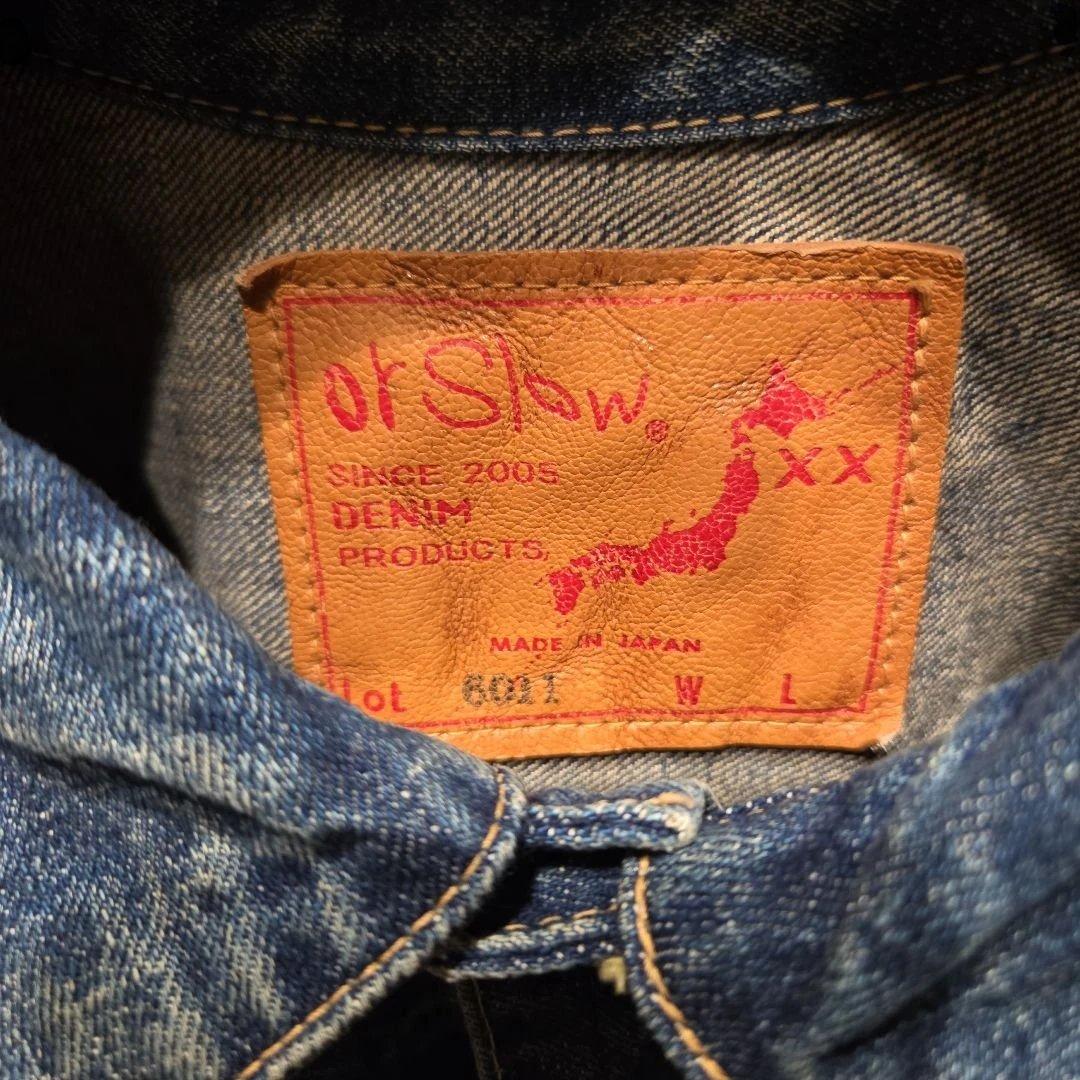 orSlow®
SINCE 2005
DENIM
PRODUCTS,
XX
MADE IN JAPAN
Lot 6011 W L